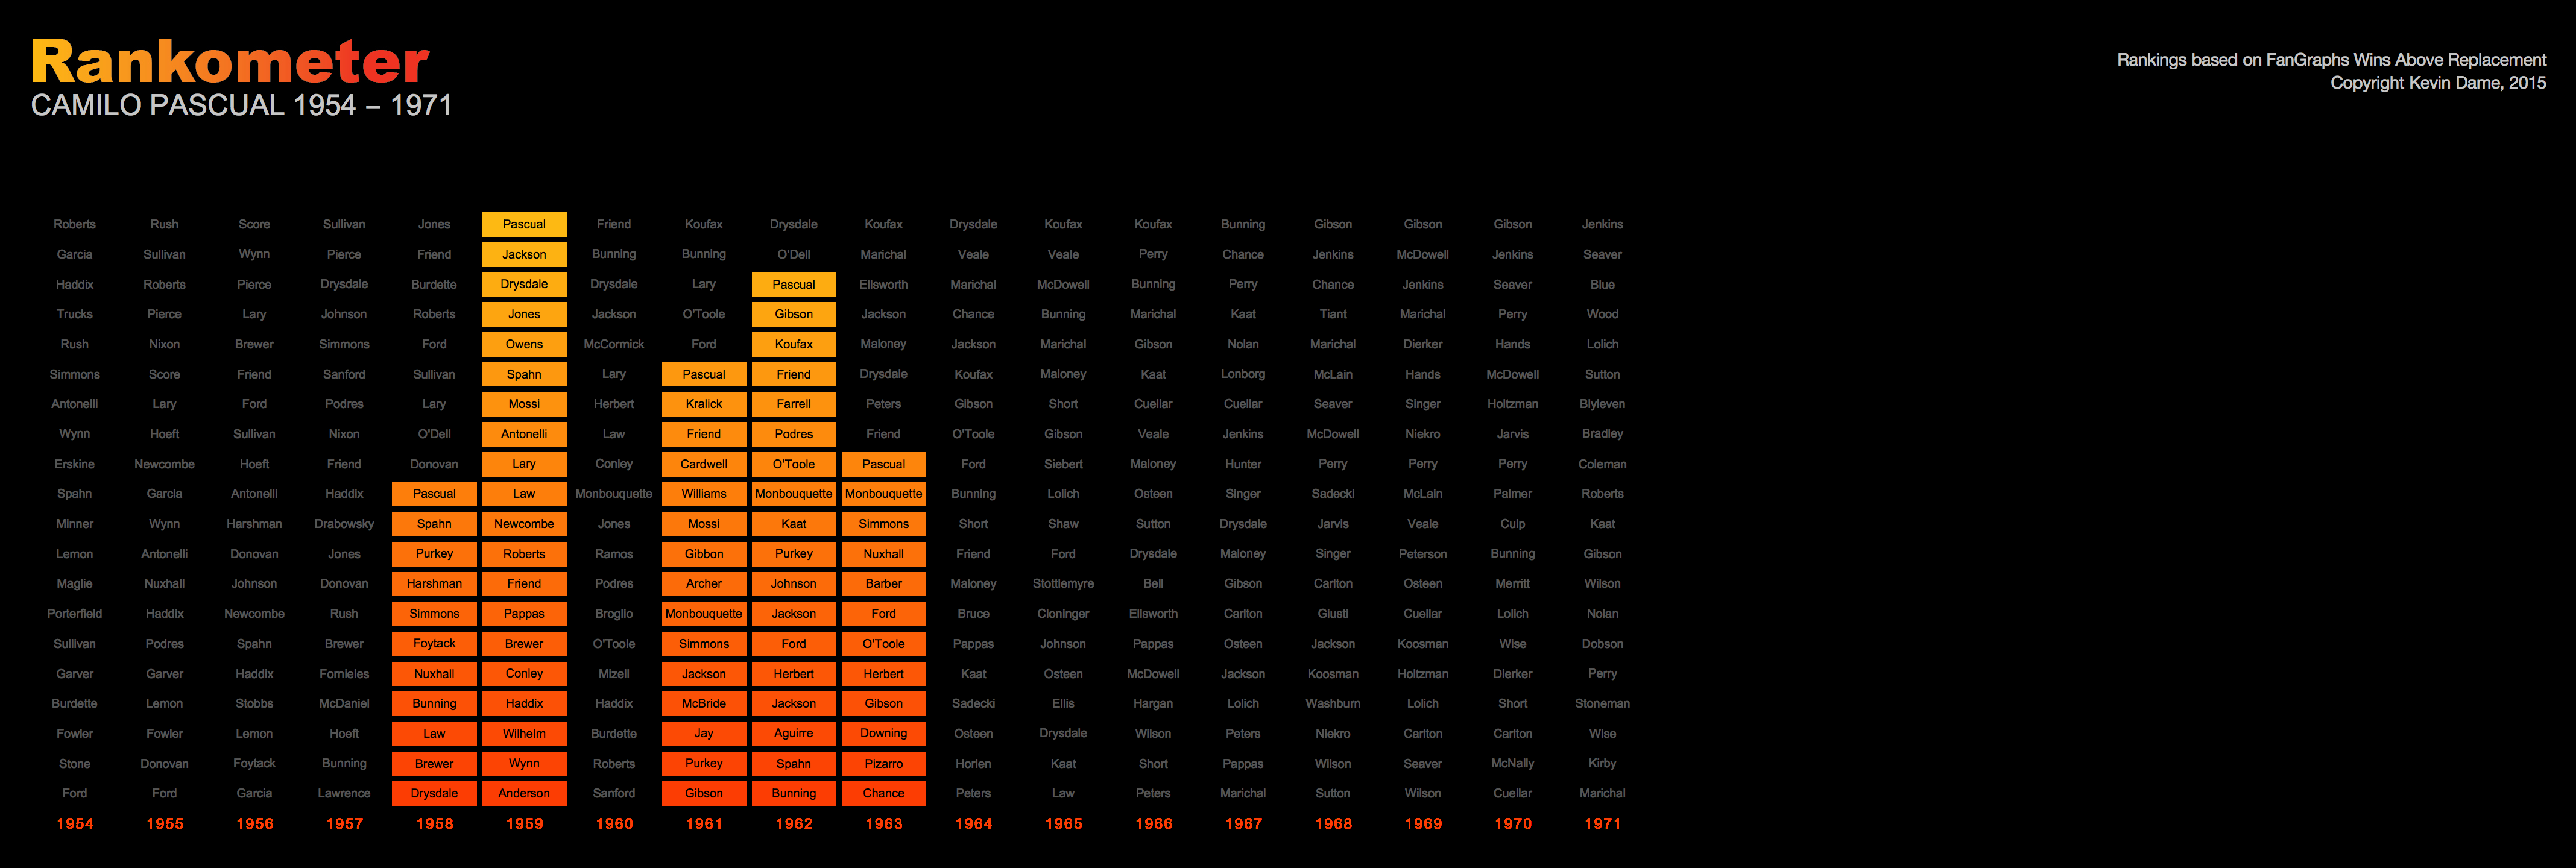 Rankometer
CAMILO PASCUAL 1954 – 1971
Rankings based on FanGraphs Wins Above Replacement
Copyright Kevin Dame, 2015
Roberts Rush Score Sullivan Jones Pascual Friend Koufax Drysdale Koufax Drysdale Koufax Koufax Bunning Gibson Gibson Gibson Jenkins
Garcia Sullivan Wynn Pierce Friend Jackson Bunning Bunning O'Dell Marichal Veale Veale Perry Chance Jenkins McDowell Jenkins Seaver
Haddix Roberts Pierce Drysdale Burdette Drysdale Drysdale Lary Pascual Ellsworth Marichal McDowell Bunning Perry Chance Jenkins Seaver Blue
Trucks Pierce Lary Johnson Roberts Jones Jackson O'Toole Gibson Jackson Chance Bunning Marichal Kaat Tiant Marichal Perry Wood
Rush Nixon Brewer Simmons Ford Owens McCormick Ford Koufax Maloney Jackson Marichal Gibson Nolan Marichal Dierker Hands Lolich
Simmons Score Friend Sanford Sullivan Spahn Lary Pascual Friend Drysdale Koufax Maloney Kaat Lonborg McLain Hands McDowell Sutton
Antonelli Lary Ford Podres Lary Mossi Herbert Kralick Farrell Peters Gibson Short Cuellar Cuellar Seaver Singer Holtzman Blyleven
Wynn Hoeft Sullivan Nixon O'Dell Antonelli Law Friend Podres Friend O'Toole Gibson Veale Jenkins McDowell Niekro Jarvis Bradley
Erskine Newcombe Hoeft Friend Donovan Lary Conley Cardwell O'Toole Pascual Ford Siebert Maloney Hunter Perry Perry Perry Coleman
Spahn Garcia Antonelli Haddix Pascual Law Monbouquette Williams Monbouquette Monbouquette Bunning Lolich Osteen Singer Sadecki McLain Palmer Roberts
Minner Wynn Harshman Drabowsky Spahn Newcombe Jones Mossi Kaat Simmons Short Shaw Sutton Drysdale Jarvis Veale Culp Kaat
Lemon Antonelli Donovan Jones Purkey Roberts Ramos Gibbon Purkey Nuxhall Friend Ford Drysdale Maloney Singer Peterson Bunning Gibson
Maglie Nuxhall Johnson Donovan Harshman Friend Podres Archer Johnson Barber Maloney Stottlemyre Bell Gibson Carlton Osteen Merritt Wilson
Porterfield Haddix Newcombe Rush Simmons Pappas Broglio Monbouquette Jackson Ford Bruce Cloninger Ellsworth Carlton Giusti Cuellar Lolich Nolan
Sullivan Podres Spahn Brewer Foytack Brewer O'Toole Simmons Ford O'Toole Pappas Johnson Pappas Osteen Jackson Koosman Wise Dobson
Garver Garver Haddix Fornieles Nuxhall Conley Mizell Jackson Herbert Herbert Kaat Osteen McDowell Jackson Koosman Holtzman Dierker Perry
Burdette Lemon Stobbs McDaniel Bunning Haddix Haddix McBride Jackson Gibson Sadecki Ellis Hargan Lolich Washburn Lolich Short Stoneman
Fowler Fowler Lemon Hoeft Law Wilhelm Burdette Jay Aguirre Downing Osteen Drysdale Wilson Peters Niekro Carlton Carlton Wise
Stone Donovan Foytack Bunning Brewer Wynn Roberts Purkey Spahn Pizarro Horlen Kaat Short Pappas Wilson Seaver McNally Kirby
Ford Ford Garcia Lawrence Drysdale Anderson Sanford Gibson Bunning Chance Peters Law Peters Marichal Sutton Wilson Cuellar Marichal
1954 1955 1956 1957 1958 1959 1960 1961 1962 1963 1964 1965 1966 1967 1968 1969 1970 1971